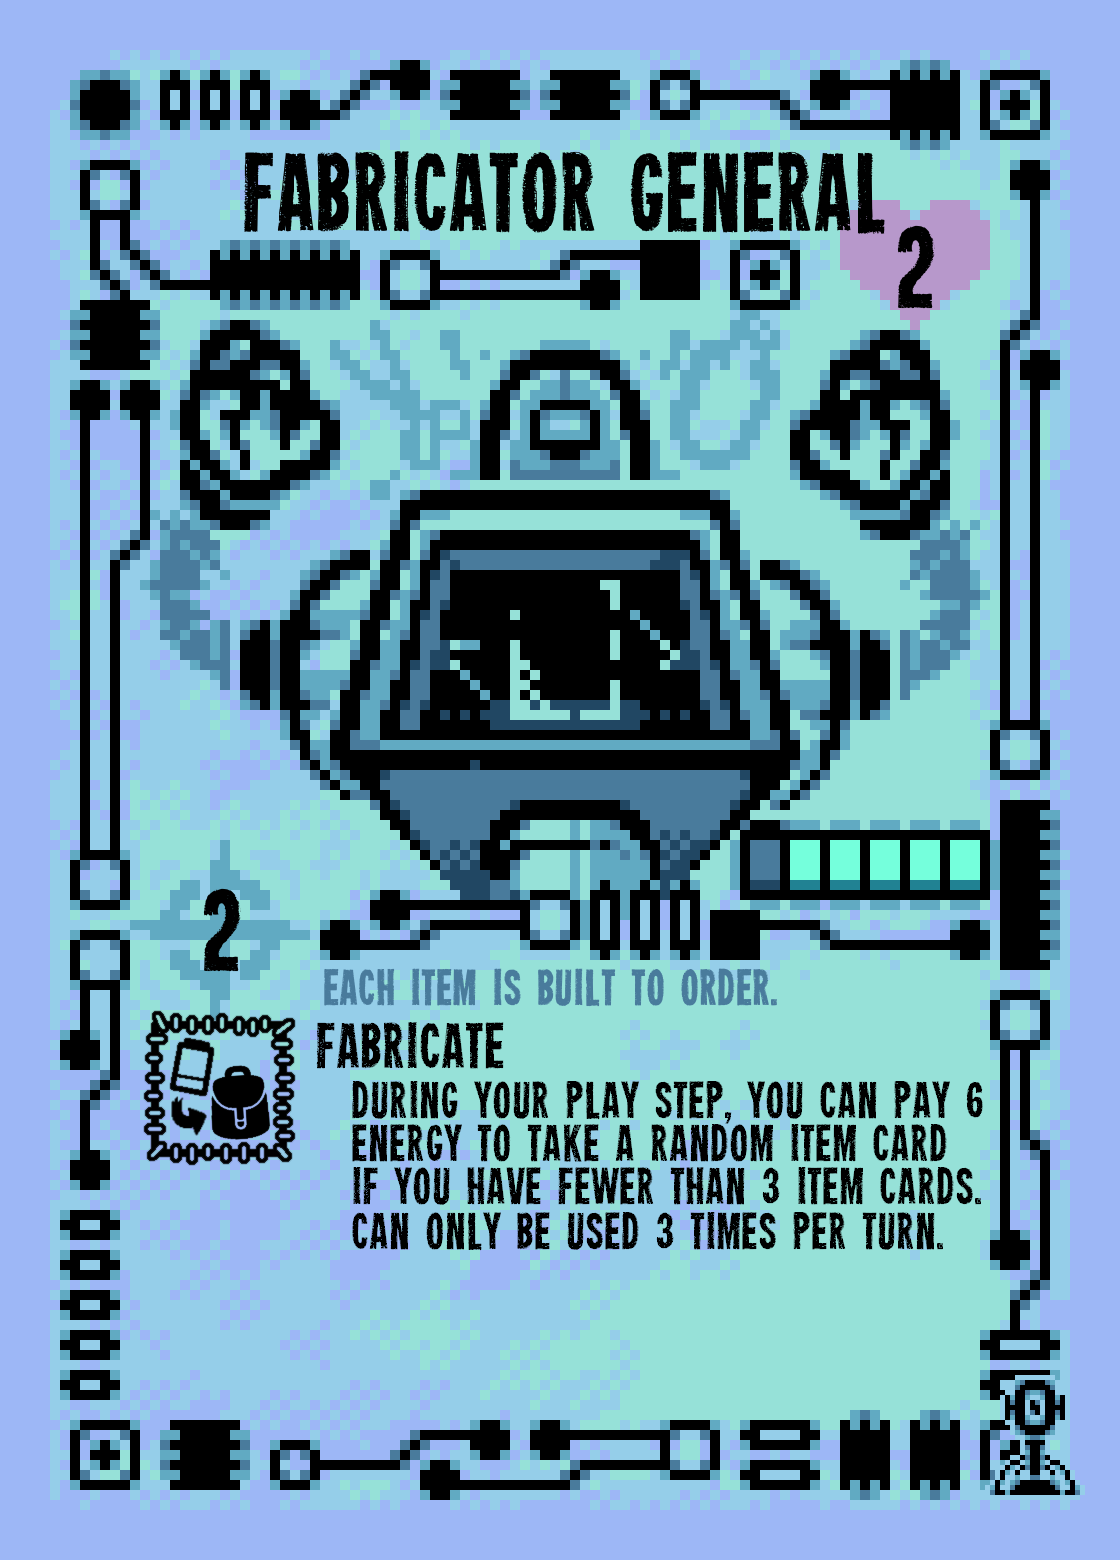 FABRICATOR GENERAL
2
2
EACH ITEM IS BUILT TO ORDER.
FABRICATE
DURING YOUR PLAY STEP, YOU CAN PAY 6
ENERGY TO TAKE A RANDOM ITEM CARD
IF YOU HAVE FEWER THAN 3 ITEM CARDS.
CAN ONLY BE USED 3 TIMES PER TURN.